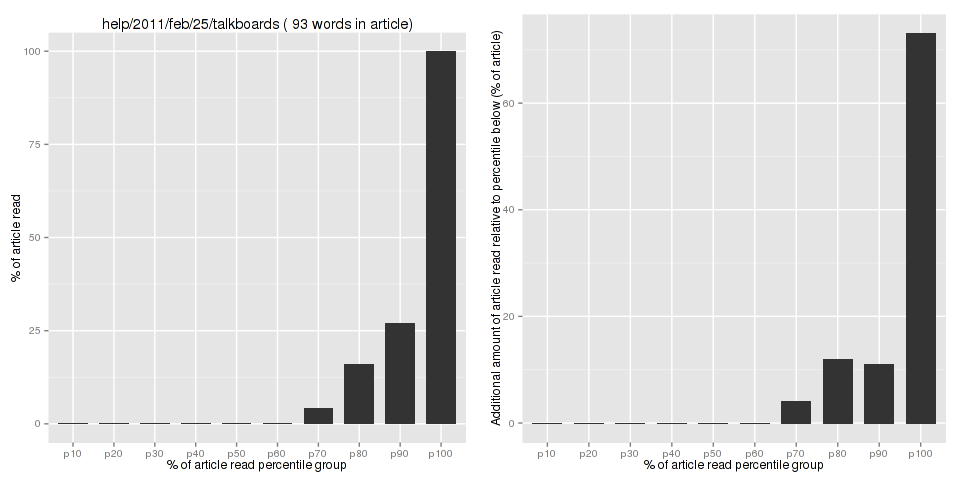 help/2011/feb/25/talkboards ( 93 words in article)
% of article read
100
75
50
25
0
p10 p20 p30 p40 p50 p60 p70 p80 p90 p100
% of article read percentile group
Additional amount of article read relative to percentile below (% of article)
60
40
20
0
p10 p20 p30 p40 p50 p60 p70 p80 p90 p100
% of article read percentile group